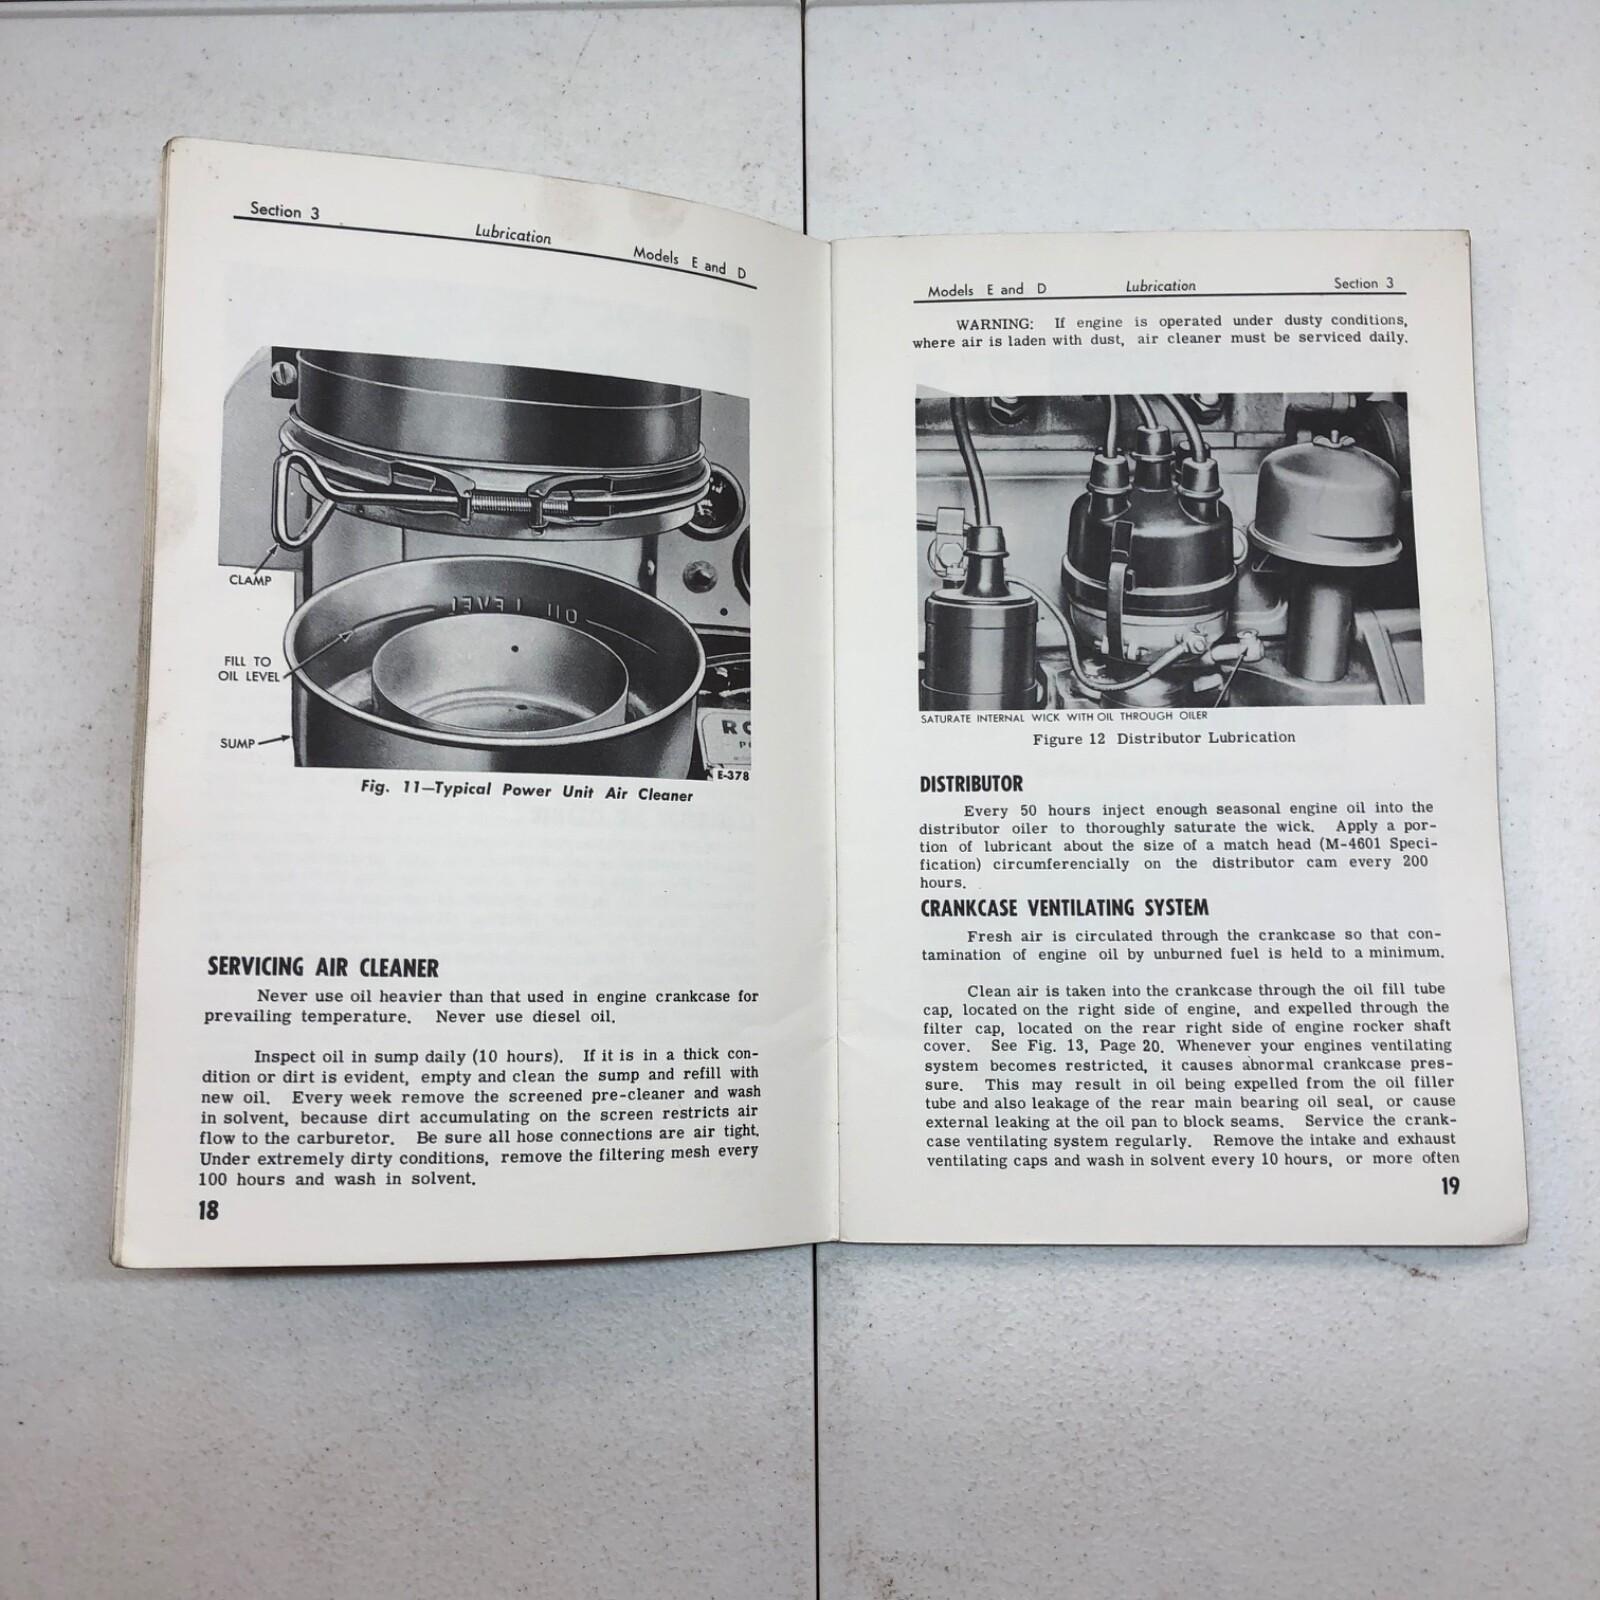 Section 3
Lubrication
Models E and D
CLAMP
OIL LEVEL
FILL TO
OIL LEVEL
SUMP
E-378
Fig. 11—Typical Power Unit Air Cleaner
SERVICING AIR CLEANER
Never use oil heavier than that used in engine crankcase for
prevailing temperature. Never use diesel oil.
Inspect oil in sump daily (10 hours). If it is in a thick con-
dition or dirt is evident, empty and clean the sump and refill with
new oil. Every week remove the screened pre-cleaner and wash
in solvent, because dirt accumulating on the screen restricts air
flow to the carburetor. Be sure all hose connections are air tight.
Under extremely dirty conditions, remove the filtering mesh every
100 hours and wash in solvent.
18
Models E and D
Lubrication
Section 3
WARNING: If engine is operated under dusty conditions,
where air is laden with dust, air cleaner must be serviced daily.
SATURATE INTERNAL WICK WITH OIL THROUGH OILER
Figure 12 Distributor Lubrication
DISTRIBUTOR
Every 50 hours inject enough seasonal engine oil into the
distributor oiler to thoroughly saturate the wick. Apply a por-
tion of lubricant about the size of a match head (M-4601 Speci-
fication) circumferencially on the distributor cam every 200
hours.
CRANKCASE VENTILATING SYSTEM
Fresh air is circulated through the crankcase so that con-
tamination of engine oil by unburned fuel is held to a minimum.
Clean air is taken into the crankcase through the oil fill tube
cap, located on the right side of engine, and expelled through the
filter cap, located on the rear right side of engine rocker shaft
cover. See Fig. 13, Page 20. Whenever your engines ventilating
system becomes restricted, it causes abnormal crankcase pres-
sure. This may result in oil being expelled from the oil filler
tube and also leakage of the rear main bearing oil seal, or cause
external leaking at the oil pan to block seams. Service the crank-
case ventilating system regularly. Remove the intake and exhaust
ventilating caps and wash in solvent every 10 hours, or more often
19